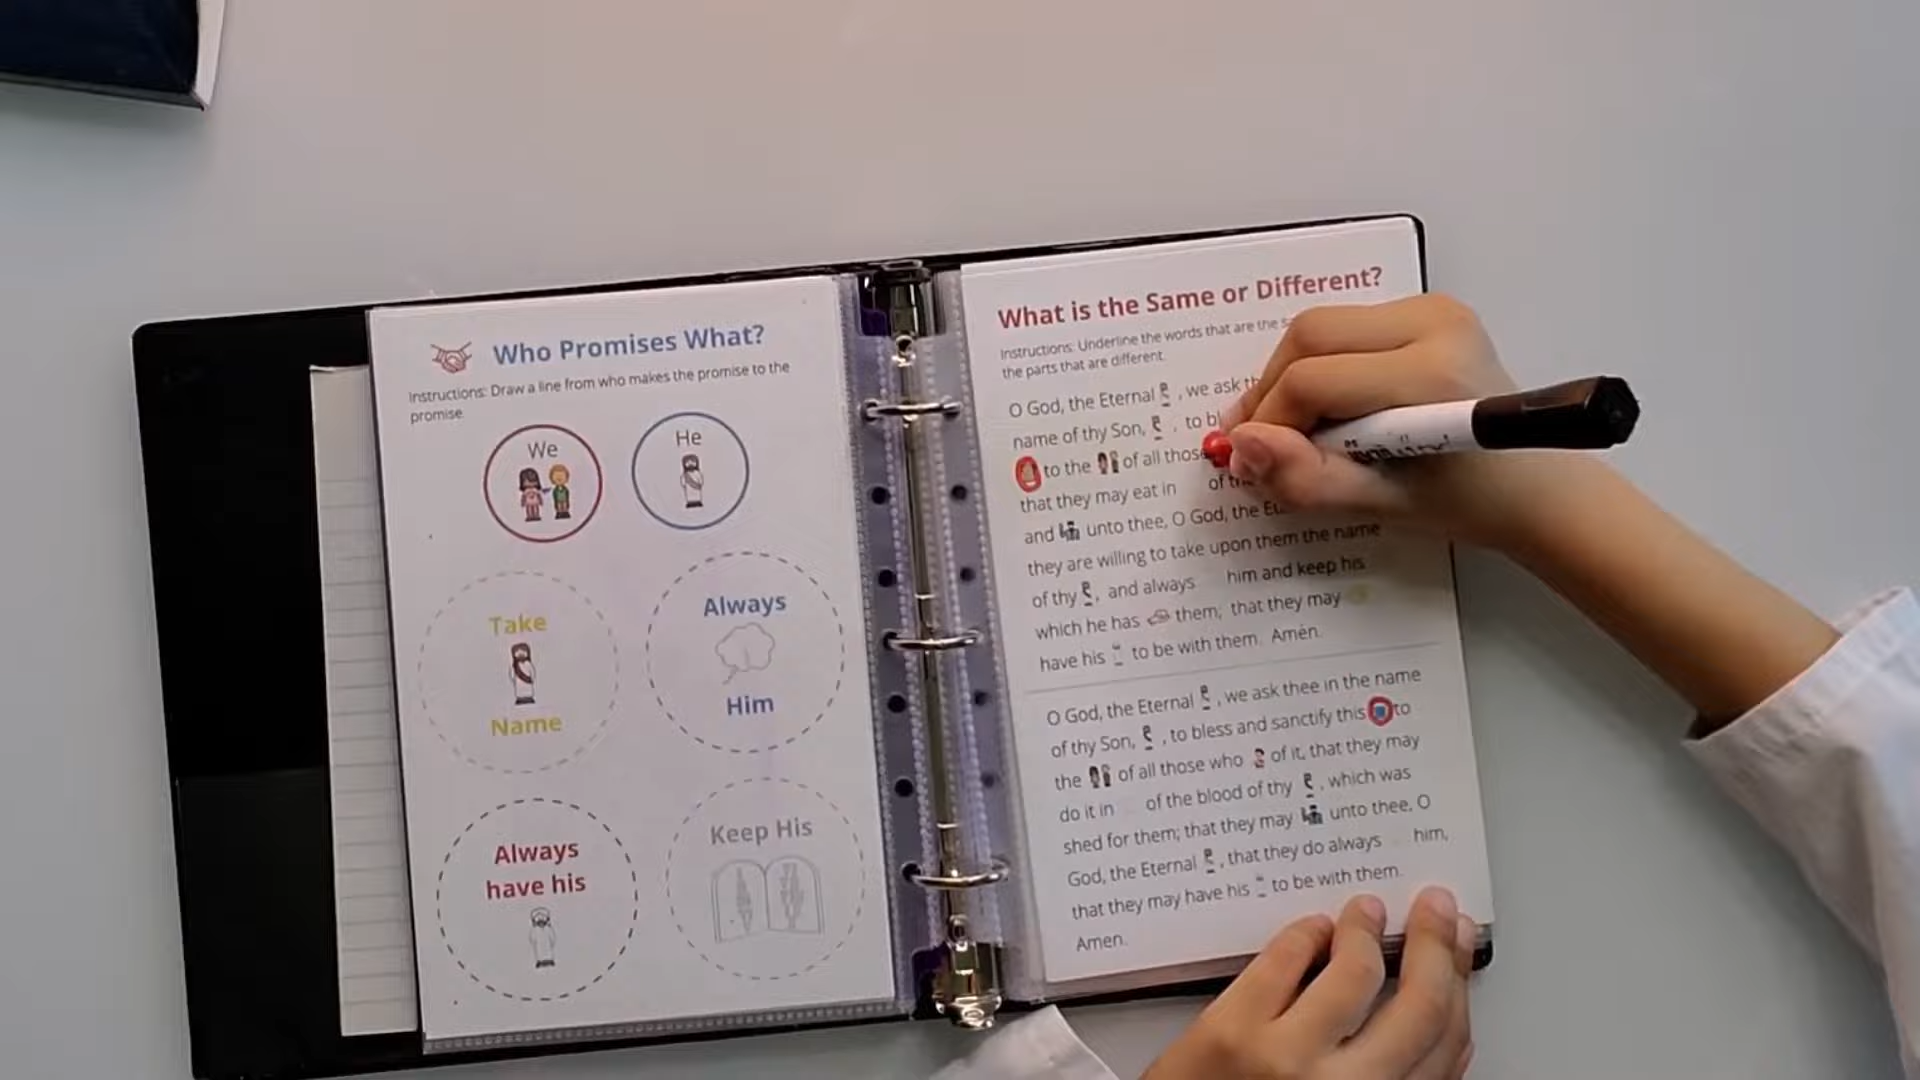 Who Promises What?
Instructions: Draw a line from who makes the promise to the
promise.
We
He
Take
Name
Always
Him
Always
have his
Keep His
What is the Same or Different?
Instructions: Underline the words that are the
the parts that are different.
O God, the Eternal , we ask
name of thy Son, , to
to the of all those
that they may eat in of
and unto thee, O God, the
they are willing to take upon them the name
of thy , and always him and keep his
which he has them; that they may
have his to be with them. Amen.
O God, the Eternal , we ask thee in the name
of thy Son, , to bless and sanctify this to
the of all those who of it, that they may
do it in of the blood of thy , which was
shed for them; that they may unto thee, O
God, the Eternal , that they do always him,
that they may have his to be with them.
Amen.